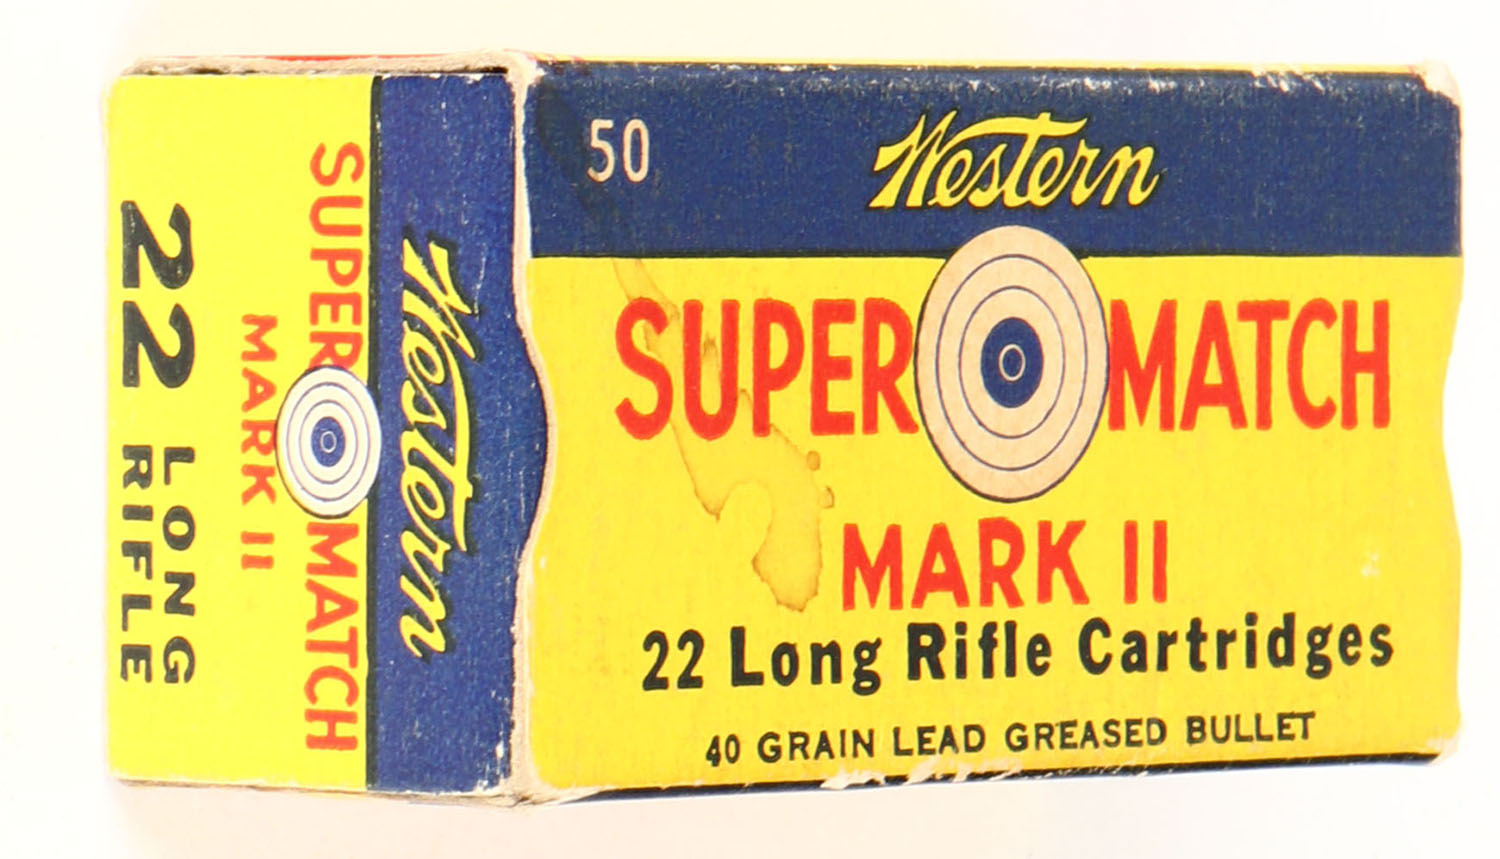 50
Western
SUPER MATCH
MARK II
22 Long Rifle Cartridges
40 GRAIN LEAD GREASED BULLET
Western
SUPER MATCH
MARK II
22 LONG
RIFLE